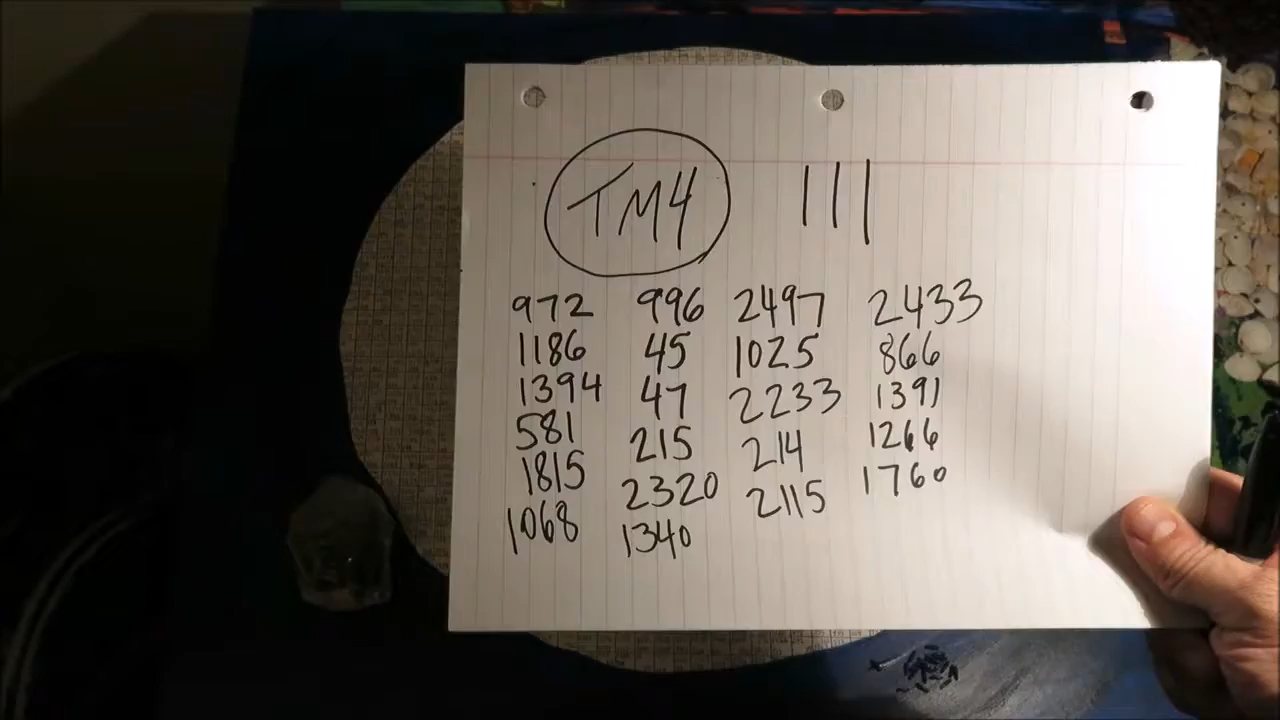 TM4 111
972 996 2497 2433
1186 45 1025 866
1394 47 2233 1391
581 215 214 1266
1815 2320 2115 1760
1068 1340